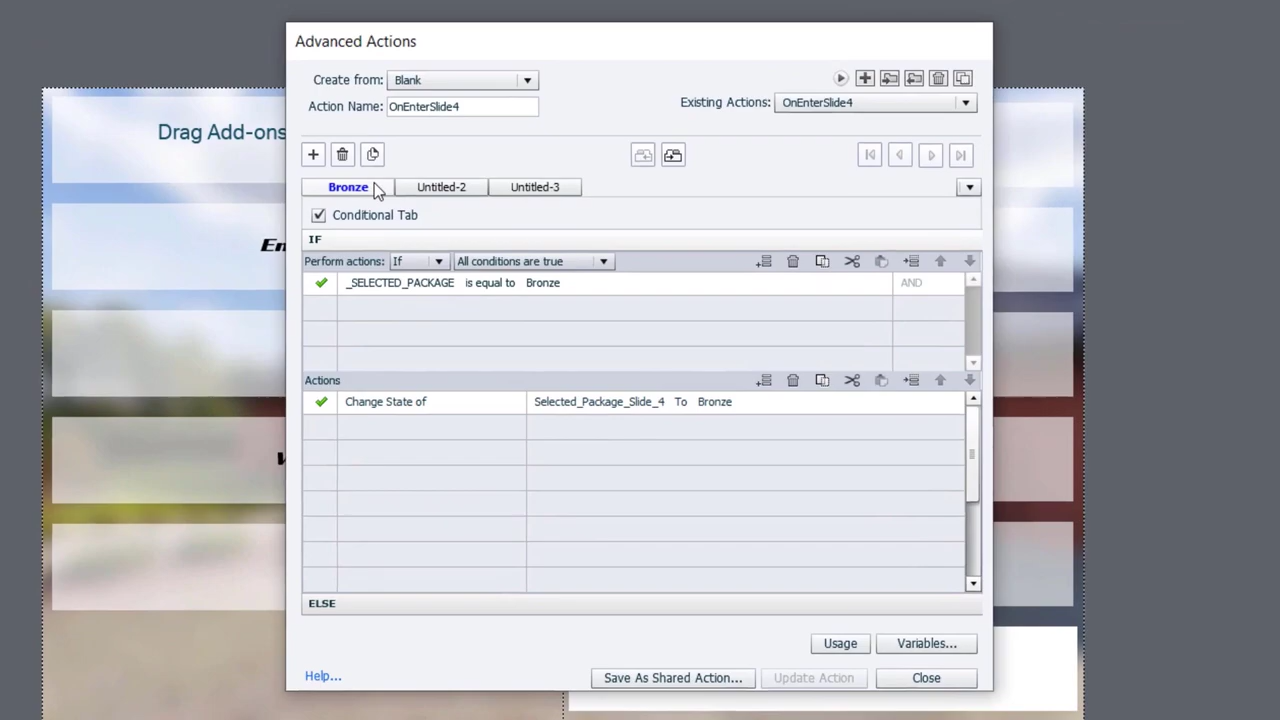 Advanced Actions
Create from: Blank
Action Name: OnEnterSlide4
Existing Actions: OnEnterSlide4
Drag Add-ons
Bronze Untitled-2 Untitled-3
Conditional Tab
En
IF
Perform actions: If All conditions are true
_SELECTED_PACKAGE is equal to Bronze AND
Actions
Change State of Selected_Package_Slide_4 To Bronze
ELSE
Usage Variables...
Help... Save As Shared Action... Update Action Close